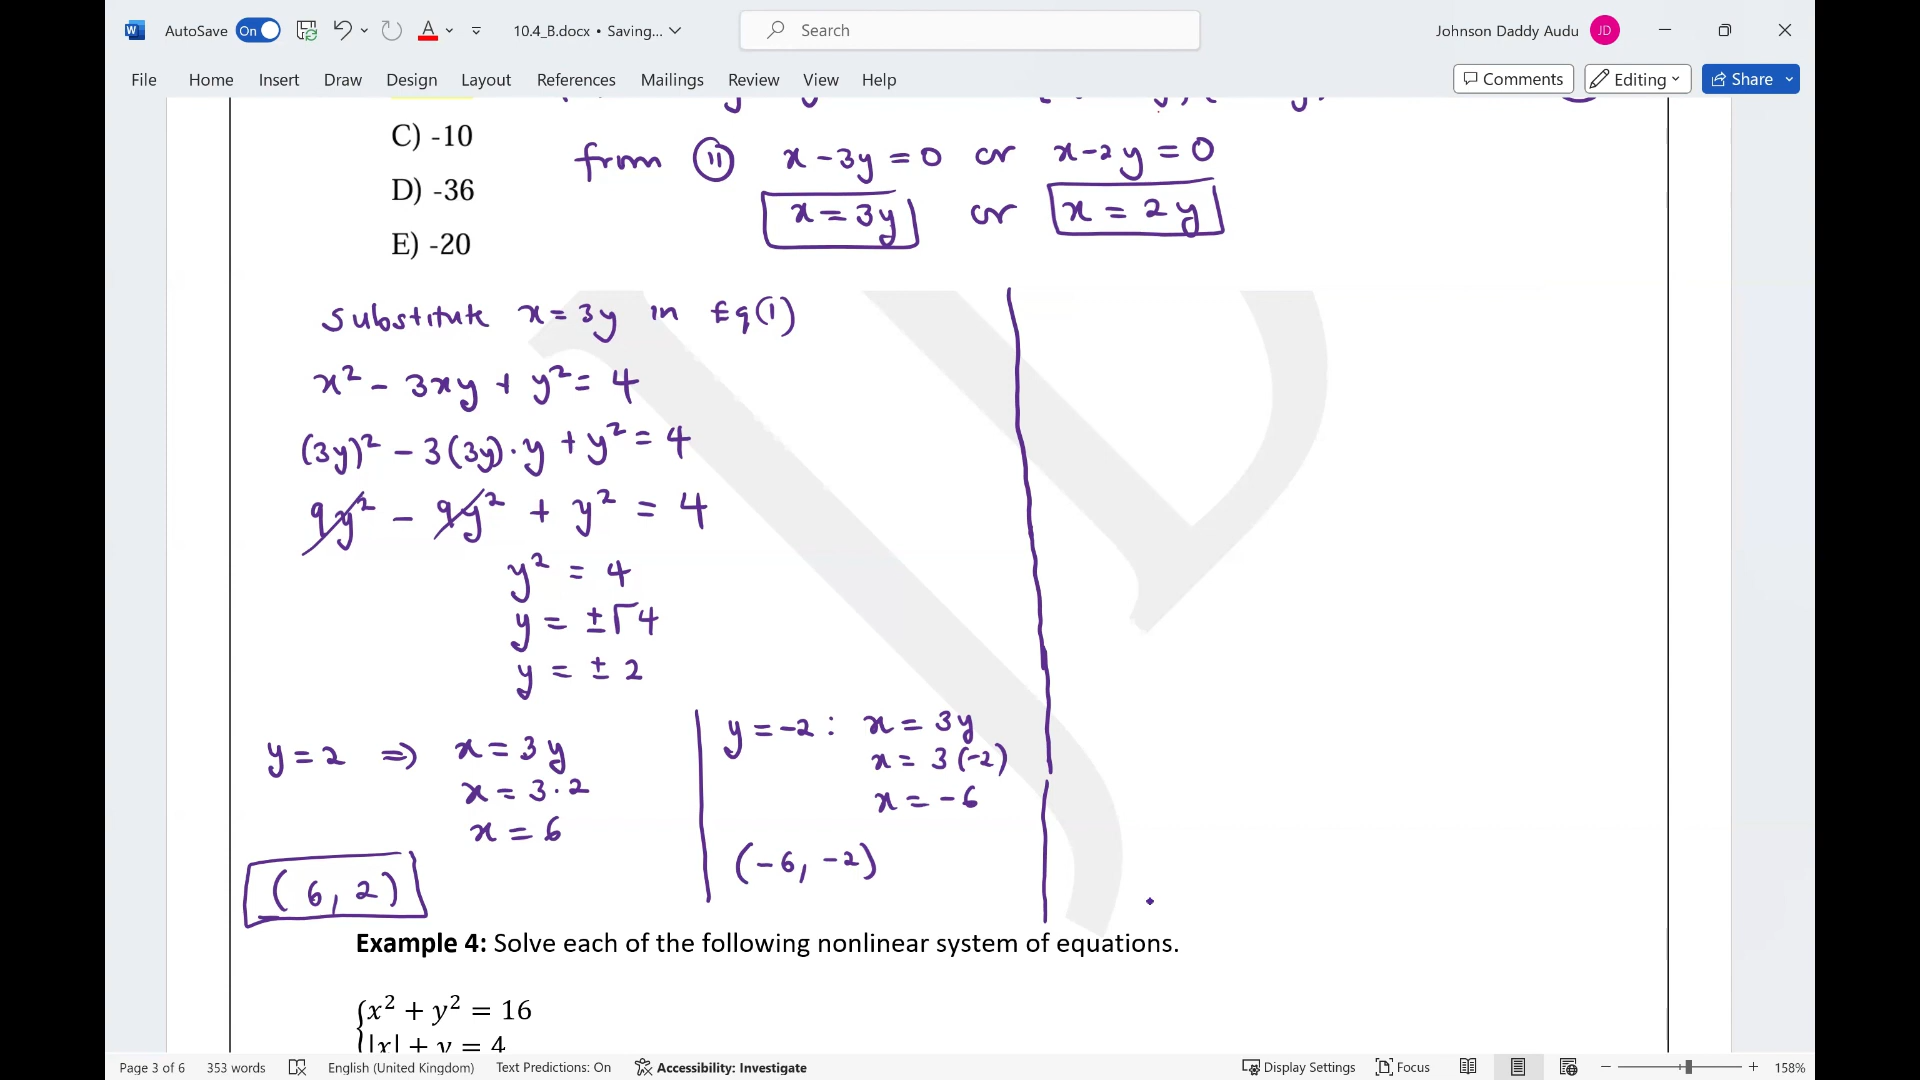 AutoSave On 10.4_B.docx • Saving... Search Johnson Daddy Audu JD
File Home Insert Draw Design Layout References Mailings Review View Help Comments Editing Share
C) -10
D) -36
E) -20
from (11) x - 3y = 0 or x - 2y = 0
x = 3y or x = 2y
Substitute x = 3y in Eq(1)
x² - 3xy + y² = 4
(3y)² - 3(3y)·y + y² = 4
9y² - 9y² + y² = 4
y² = 4
y = ±√4
y = ± 2
y = 2 ⇒ x = 3y
x = 3·2
x = 6
(6, 2)
y = -2 : x = 3y
x = 3(-2)
x = -6
(-6, -2)
Example 4: Solve each of the following nonlinear system of equations.
x² + y² = 16
|x| + y = 4
Page 3 of 6 353 words English (United Kingdom) Text Predictions: On Accessibility: Investigate Display Settings Focus 158%